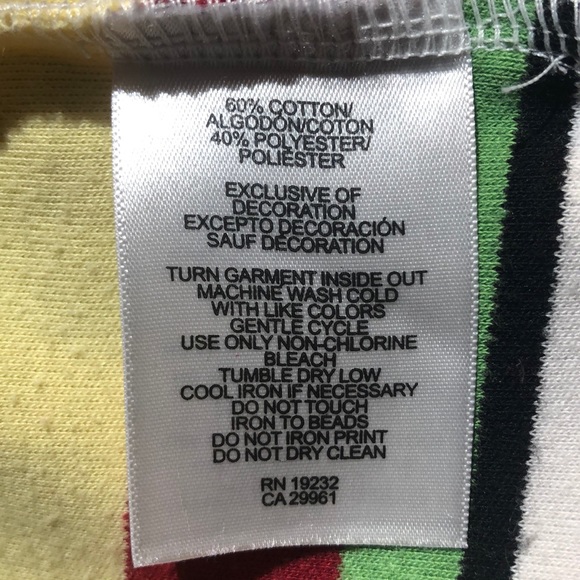 60% COTTON/
ALGODÓN/COTON
40% POLYESTER/
POLIÉSTER
EXCLUSIVE OF
DECORATION
EXCEPTO DECORACIÓN
SAUF DECORATION
TURN GARMENT INSIDE OUT
MACHINE WASH COLD
WITH LIKE COLORS
GENTLE CYCLE
USE ONLY NON-CHLORINE
BLEACH
TUMBLE DRY LOW
COOL IRON IF NECESSARY
DO NOT TOUCH
IRON TO BEADS
DO NOT IRON PRINT
DO NOT DRY CLEAN
RN 19232
CA 29961